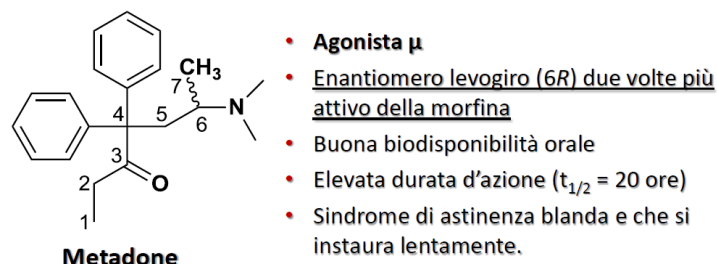 CH3
7
N
4
5
6
3
2
O
1
Metadone
• Agonista μ
• Enantiomero levogiro (6R) due volte più
attivo della morfina
• Buona biodisponibilità orale
• Elevata durata d'azione (t1/2 = 20 ore)
• Sindrome di astinenza blanda e che si
instaura lentamente.